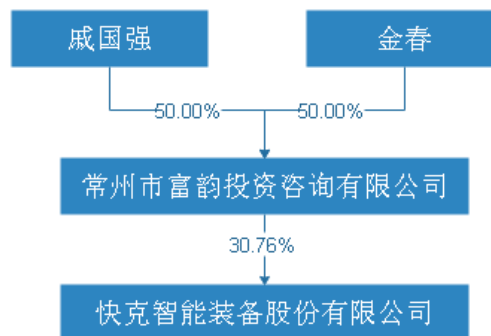 戚国强
金春
50.00%
50.00%
常州市富韵投资咨询有限公司
30.76%
快克智能装备股份有限公司